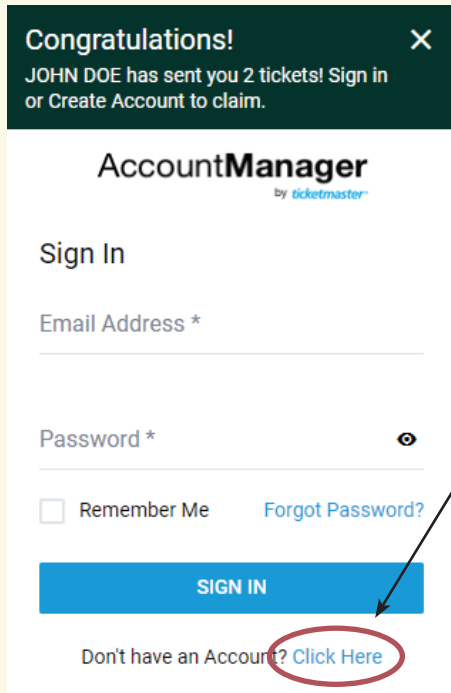 Congratulations!
JOHN DOE has sent you 2 tickets! Sign in
or Create Account to claim.
AccountManager
by ticketmaster
Sign In
Email Address *
Password *
Remember Me Forgot Password?
SIGN IN
Don't have an Account? Click Here